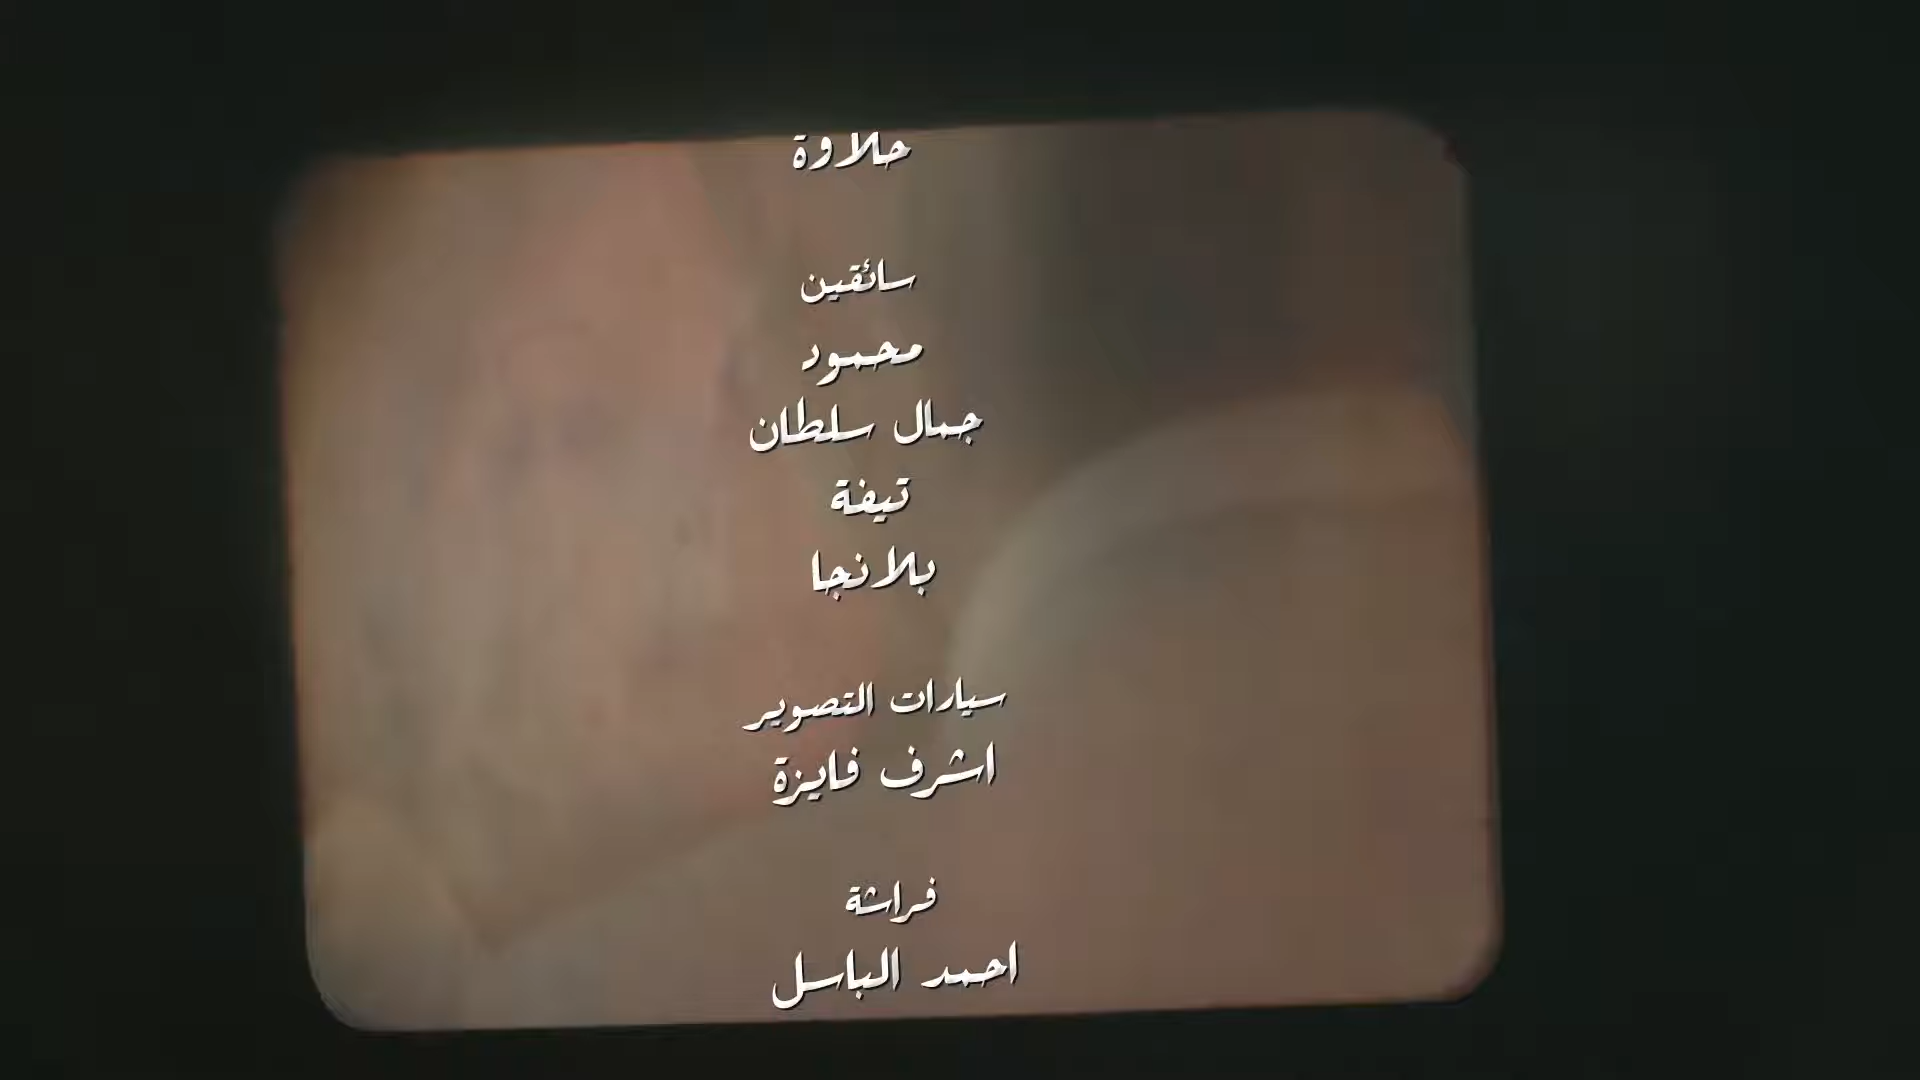 حلاوة
سائقين
محمود
جمال سلطان
تيفة
بلانجا
سيارات التصوير
اشرف فايزة
فراشة
احمد الباسل